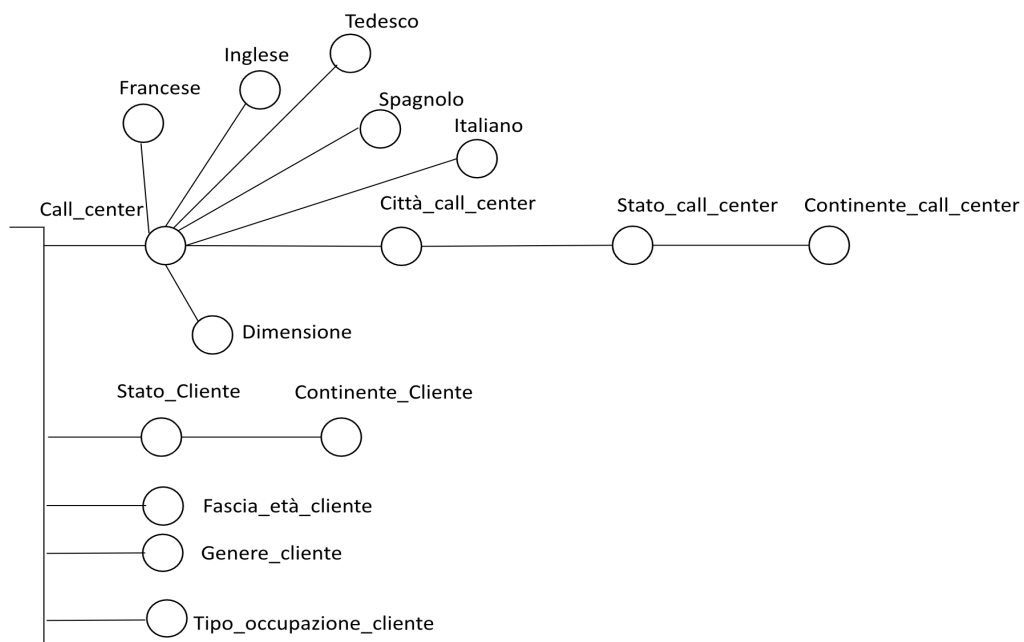 Tedesco
Inglese
Francese
Spagnolo
Italiano
Call_center
Città_call_center
Stato_call_center
Continente_call_center
Dimensione
Stato_Cliente
Continente_Cliente
Fascia_età_cliente
Genere_cliente
Tipo_occupazione_cliente